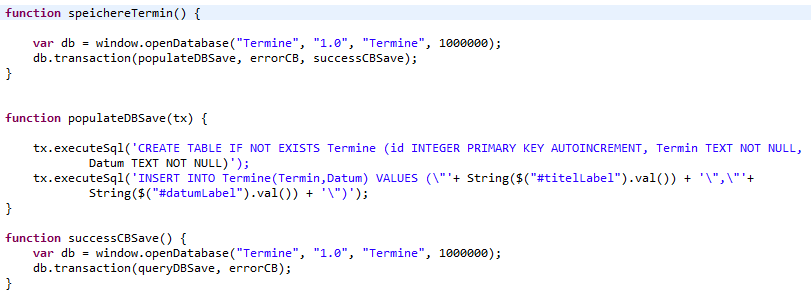 function speichereTermin() {
var db = window.openDatabase("Termine", "1.0", "Termine", 1000000);
db.transaction(populateDBSave, errorCB, successCBSave);
}
function populateDBSave(tx) {
tx.executeSql('CREATE TABLE IF NOT EXISTS Termine (id INTEGER PRIMARY KEY AUTOINCREMENT, Termin TEXT NOT NULL,
Datum TEXT NOT NULL)');
tx.executeSql('INSERT INTO Termine(Termin,Datum) VALUES (\"'+ String($("#titelLabel").val()) + '\",\"'+
String($("#datumLabel").val()) + '\")');
}
function successCBSave() {
var db = window.openDatabase("Termine", "1.0", "Termine", 1000000);
db.transaction(queryDBSave, errorCB);
}